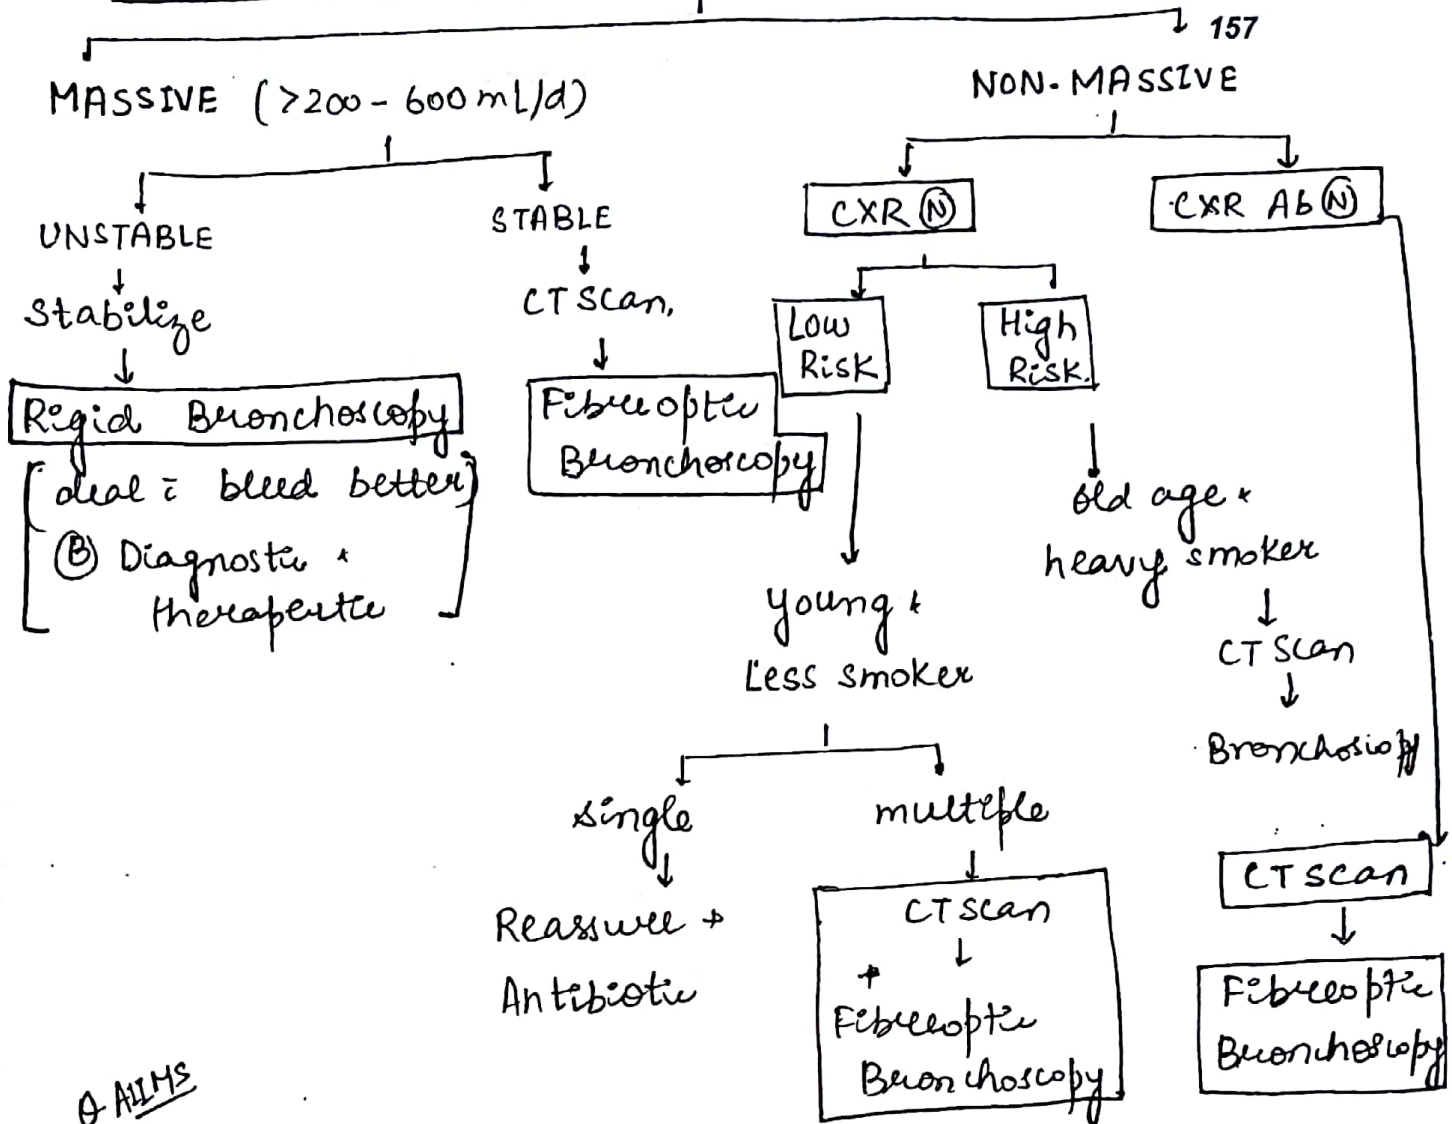 157
MASSIVE (>200 - 600 mL/d)
NON-MASSIVE
UNSTABLE
STABLE
CXR Ⓝ
CXR Ab Ⓝ
Stabilize
CT Scan.
Low
Risk
High
Risk.
Rigid Bronchoscopy
Fibreoptic
Bronchoscopy
deal c̄ bleed better
Ⓑ Diagnostic +
therapeutic
old age +
heavy smoker
young +
Less smoker
CT Scan
Bronchosiopy
single
multiple
Reassure +
Antibiotic
CT scan
+
Fibreoptic
Bronchoscopy
CT scan
Fibreoptic
Bronchoscopy
Q AIIMS